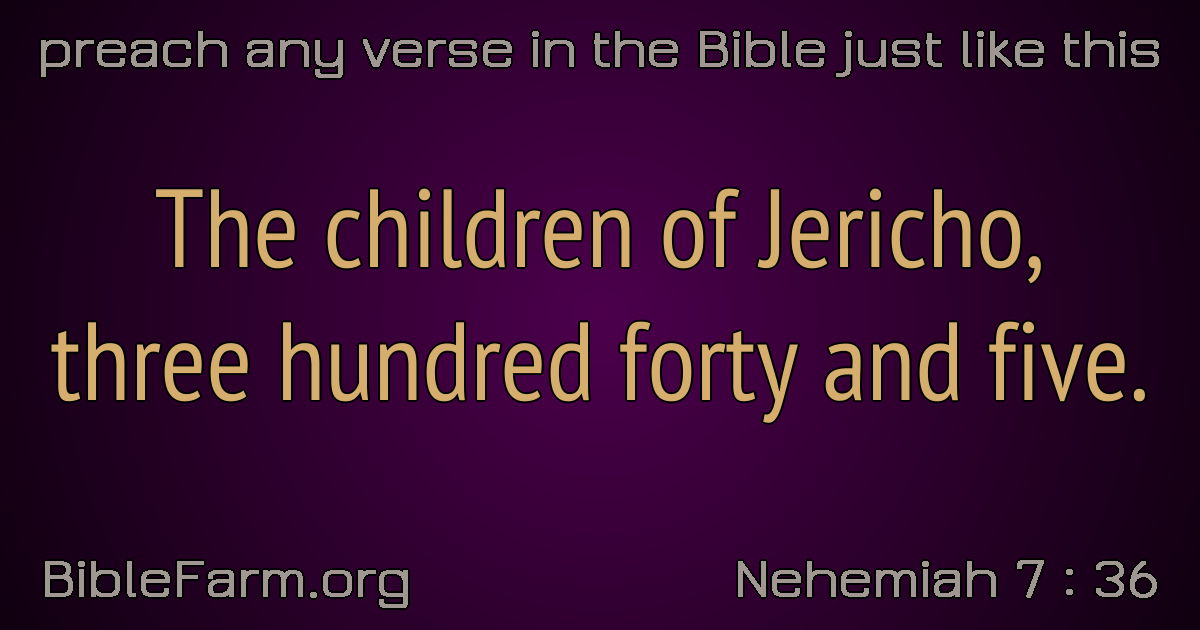 preach any verse in the Bible just like this
The children of Jericho,
three hundred forty and five.
BibleFarm.org
Nehemiah 7 : 36